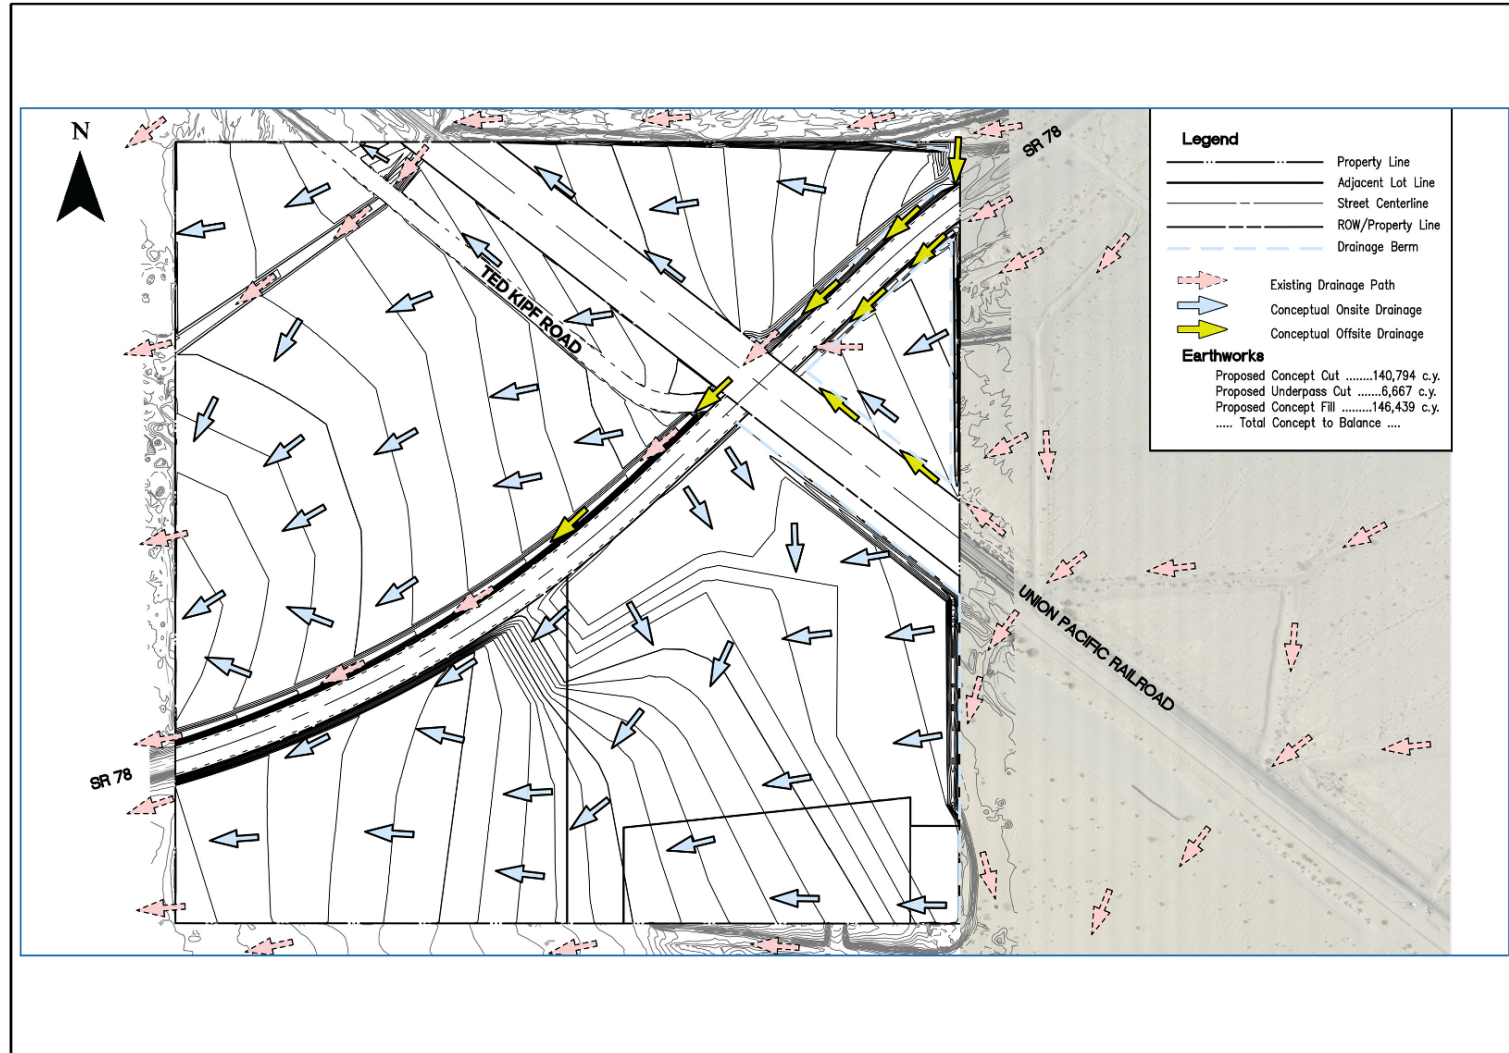 N
SR 78
Legend
Property Line
Adjacent Lot Line
Street Centerline
ROW/Property Line
Drainage Berm
Existing Drainage Path
Conceptual Onsite Drainage
Conceptual Offsite Drainage
Earthworks
Proposed Concept Cut ........140,794 c.y.
Proposed Underpass Cut .......6,667 c.y.
Proposed Concept Fill .........146,439 c.y.
..... Total Concept to Balance ....
TED KIPF ROAD
UNION PACIFIC RAILROAD
SR 78